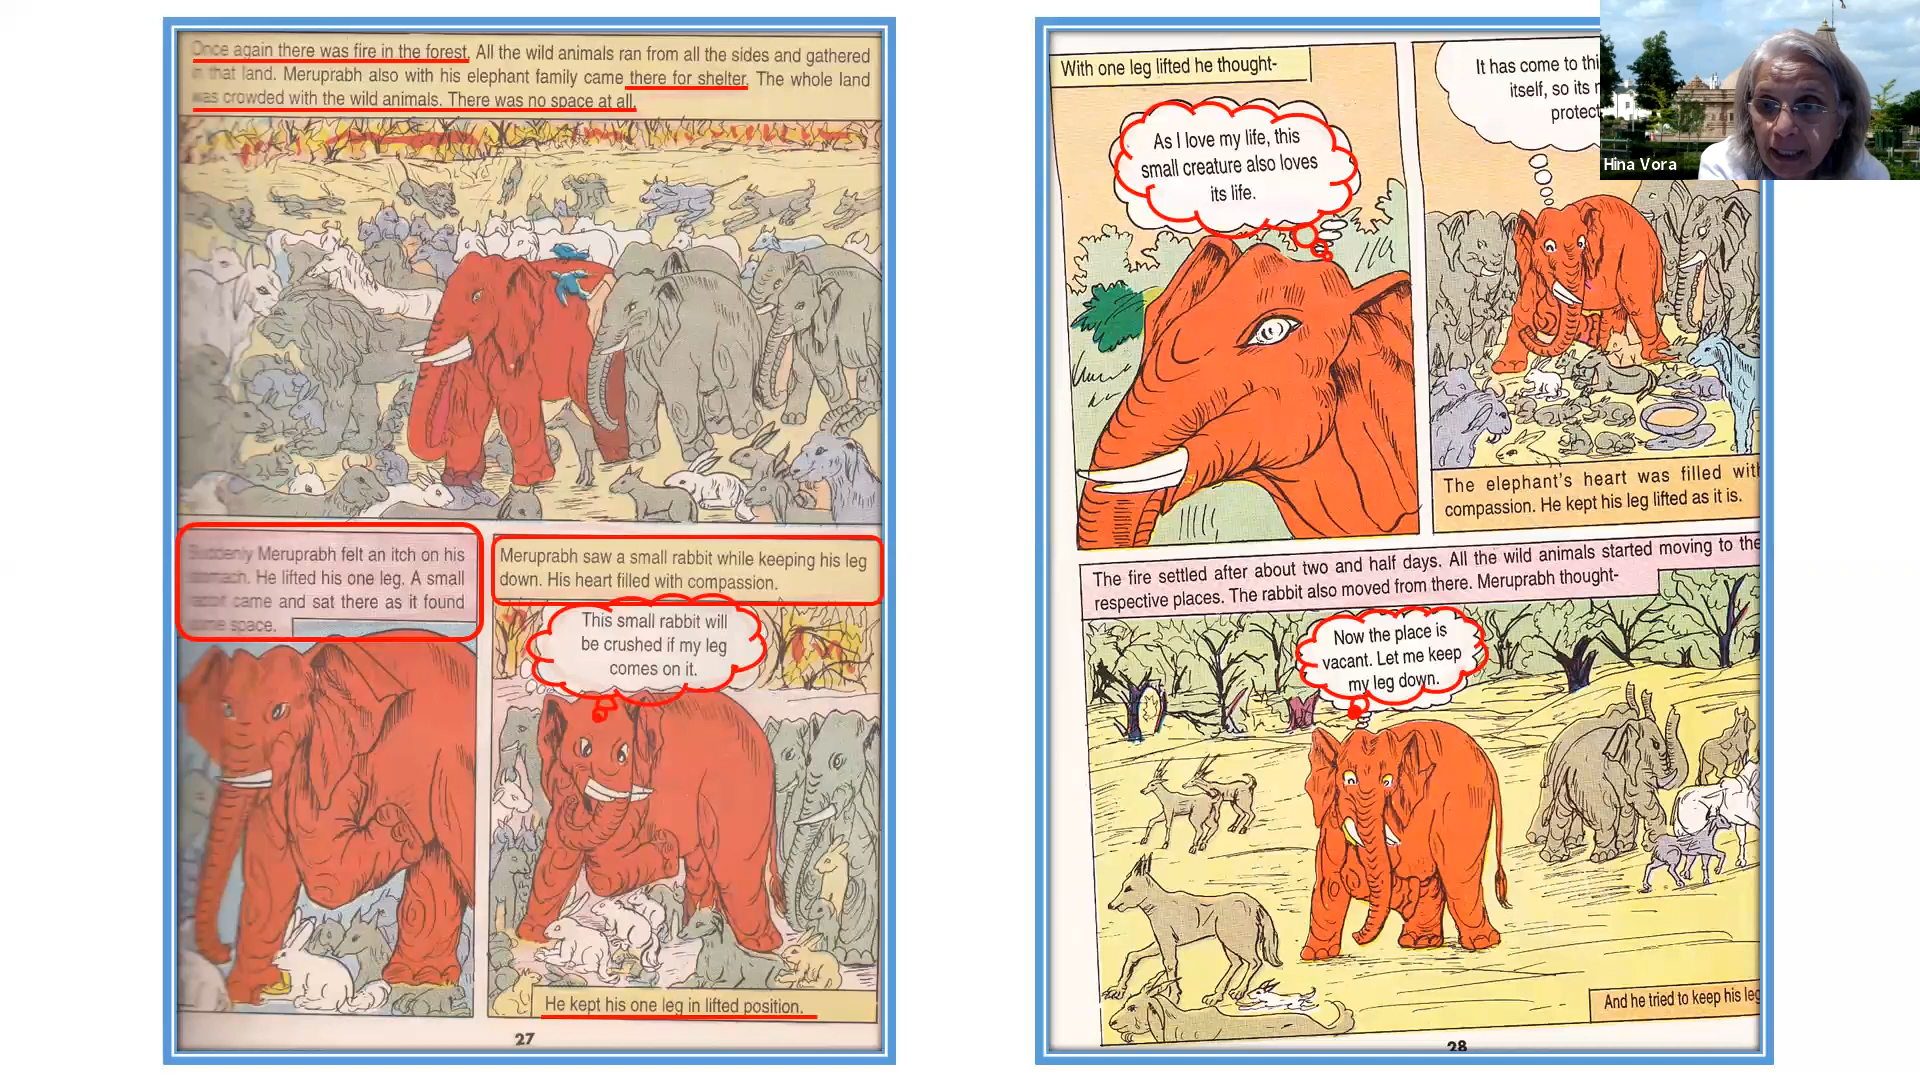 Once again there was fire in the forest. All the wild animals ran from all the sides and gathered
in that land. Meruprabh also with his elephant family came there for shelter. The whole land
was crowded with the wild animals. There was no space at all.
Suddenly Meruprabh felt an itch on his
stomach. He lifted his one leg. A small
rabbit came and sat there as it found
some space.
Meruprabh saw a small rabbit while keeping his leg
down. His heart filled with compassion.
This small rabbit will
be crushed if my leg
comes on it.
He kept his one leg in lifted position.
27
With one leg lifted he thought-
As I love my life, this
small creature also loves
its life.
It has come to
itself, so its
The elephant's heart was filled
compassion. He kept his leg lifted as it is.
The fire settled after about two and half days. All the wild animals started moving to the
respective places. The rabbit also moved from there. Meruprabh thought-
Now the place is
vacant. Let me keep
my leg down.
And he tried to keep his leg
28
Hina Vora